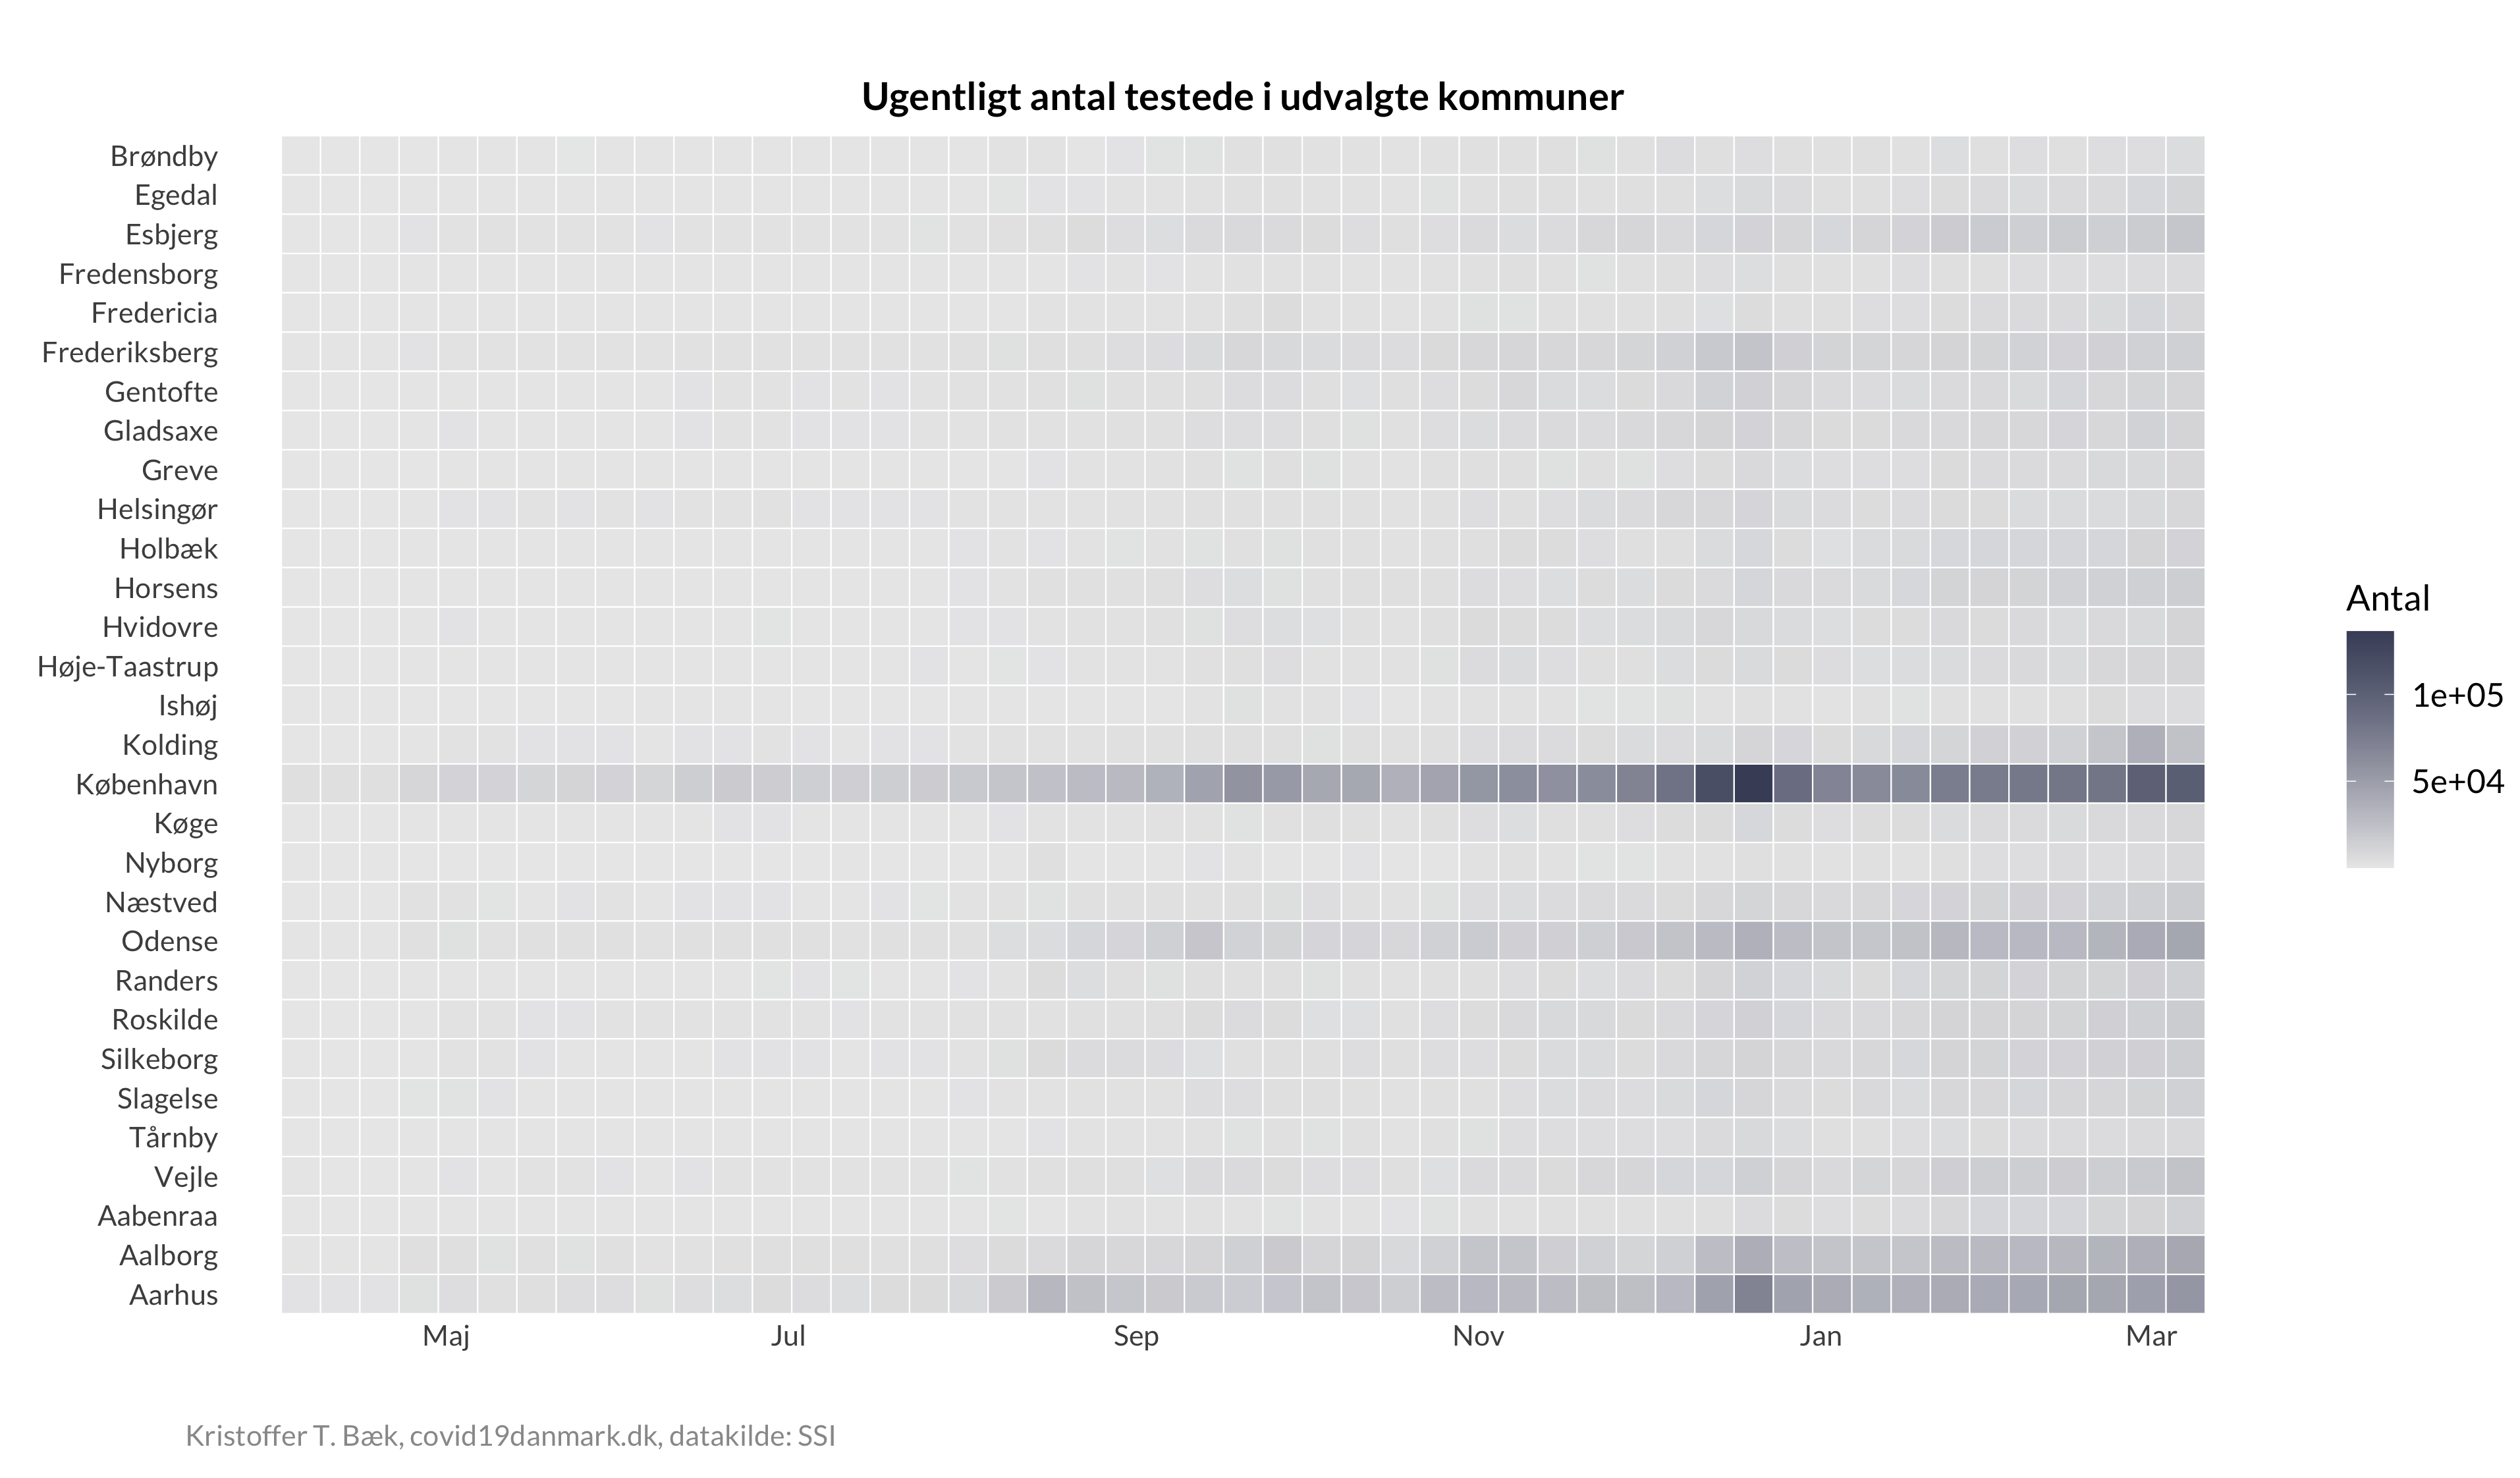 Ugentligt antal testede i udvalgte kommuner
Brøndby
Egedal
Esbjerg
Fredensborg
Fredericia
Frederiksberg
Gentofte
Gladsaxe
Greve
Helsingør
Holbæk
Horsens
Hvidovre
Høje-Taastrup
Ishøj
Kolding
København
Køge
Nyborg
Næstved
Odense
Randers
Roskilde
Silkeborg
Slagelse
Tårnby
Vejle
Aabenraa
Aalborg
Aarhus
Maj Jul Sep Nov Jan Mar
Antal
1e+05
5e+04
Kristoffer T. Bæk, covid19danmark.dk, datakilde: SSI